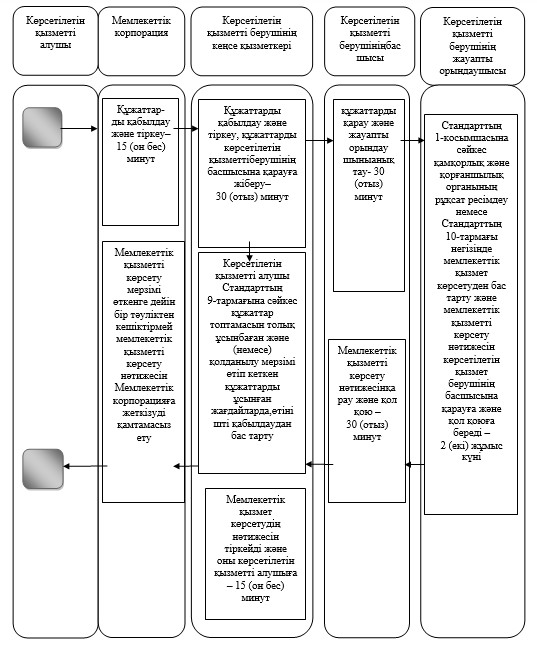 Көрсетілетін
қызметті
алушы
Мемлекеттік
корпорация
Көрсетілетін
қызметті берушінің
кеңсе қызметкері
Көрсетілетін
қызметті
берушініңбас
шысы
Көрсетілетін
қызметті
берушінің
жауапты
орындаушысы
Құжаттар-
ды қабылдау
және тіркеу–
15 (он бес)
минут
Құжаттарды
қабылдау және
тіркеу, құжаттарды
көрсетілетін
қызметтіберушінің
басшысына қарауға
жіберу–
30 (отыз) минут
құжаттарды
қарау және
жауапты
орындау
шыныанық
тау- 30
(отыз)
минут
Стандарттың
1-қосымшасына
сәйкес
қамқорлық және
қорғаншылық
органының
рұқсат ресімдеу
немесе
Стандарттың
10-тармағы
негізінде
мемлекеттік
қызмет
көрсетуден бас
тарту және
мемлекеттік
қызметті
көрсету
нәтижесін
көрсетілетін
қызмет
берушінің
басшысына
қарауға және
қол қоюға
береді –
2 (екі) жұмыс
күні
Мемлекеттік
қызметті
көрсету
мерзімі
өткенге дейін
бір тәуліктен
кешіктірмей
мемлекеттік
қызметті
көрсету
нәтижесін
Мемлекеттік
корпорацияға
жеткізуді
қамтамасыз
ету
Көрсетілетін
қызметті алушы
Стандарттың
9-тармағына сәйкес
құжаттар
топтамасын толық
ұсынбаған және
(немесе)
қолданылу мерзімі
өтіп кеткен
құжаттарды
ұсынған
жағдайларда,өтіні
шті қабылдаудан
бас тарту
Мемлекеттік
қызметті
көрсету
нәтижесінқа
рау және қол
қою –
30 (отыз)
минут
Мемлекеттік
қызмет
көрсетудің
нәтижесін
тіркейді және
оны көрсетілетін
қызметті алушыға
– 15 (он бес)
минут